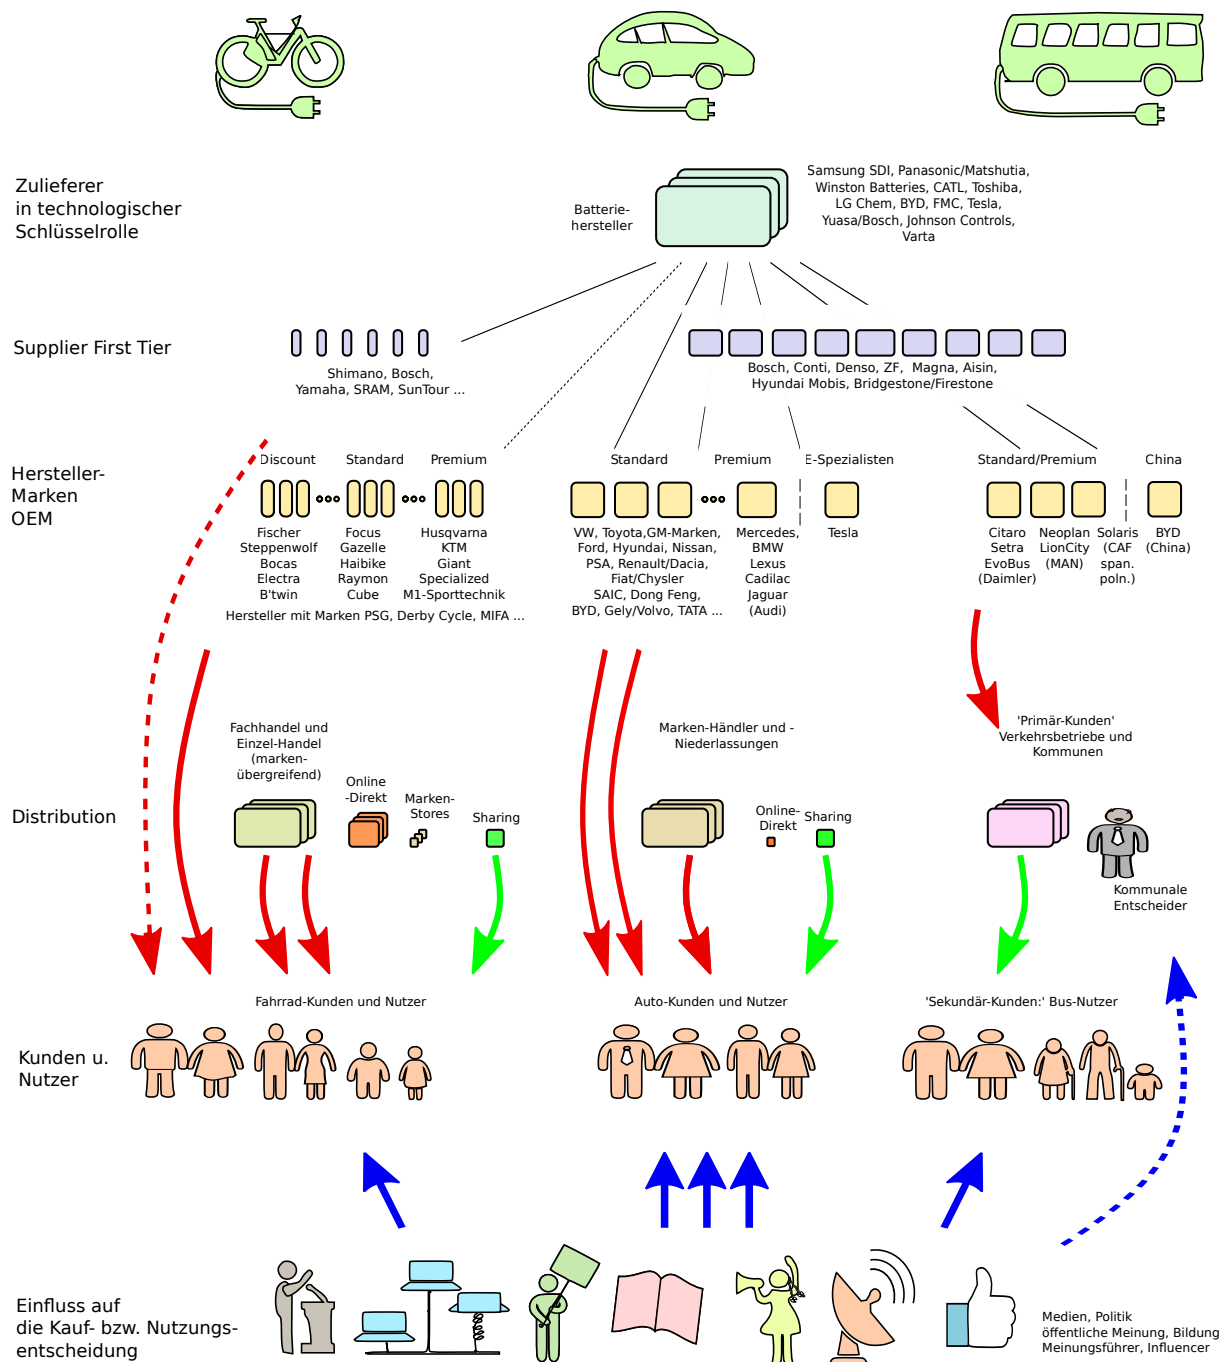 Zulieferer
in technologischer
Schlüsselrolle
Batterie-
hersteller
Samsung SDI, Panasonic/Matshutia,
Winston Batteries, CATL, Toshiba,
LG Chem, BYD, FMC, Tesla,
Yuasa/Bosch, Johnson Controls,
Varta
Supplier First Tier
Shimano, Bosch,
Yamaha, SRAM, SunTour ...
Bosch, Conti, Denso, ZF, Magna, Aisin,
Hyundai Mobis, Bridgestone/Firestone
Hersteller-
Marken
OEM
Discount
Standard
Premium
Fischer
Steppenwolf
Bocas
Electra
B'twin
Focus
Gazelle
Haibike
Raymon
Cube
Husqvarna
KTM
Giant
Specialized
M1-Sporttechnik
Hersteller mit Marken PSG, Derby Cycle, MIFA ...
Standard
Premium
E-Spezialisten
VW, Toyota,GM-Marken,
Ford, Hyundai, Nissan,
PSA, Renault/Dacia,
Fiat/Chysler
SAIC, Dong Feng,
BYD, Gely/Volvo, TATA ...
Mercedes,
BMW
Lexus
Cadilac
Jaguar
(Audi)
Tesla
Standard/Premium
China
Citaro
Setra
EvoBus
(Daimler)
Neoplan
LionCity
(MAN)
Solaris
(CAF
span.
poln.)
BYD
(China)
Distribution
Fachhandel und
Einzel-Handel
(marken-
übergreifend)
Online
-Direkt
Marken-
Stores
Sharing
Marken-Händler und -
Niederlassungen
Online-
Direkt
Sharing
'Primär-Kunden'
Verkehrsbetriebe und
Kommunen
Kommunale
Entscheider
Kunden u.
Nutzer
Fahrrad-Kunden und Nutzer
Auto-Kunden und Nutzer
'Sekundär-Kunden:' Bus-Nutzer
Einfluss auf
die Kauf- bzw. Nutzungs-
entscheidung
Medien, Politik
öffentliche Meinung, Bildung
Meinungsführer, Influencer